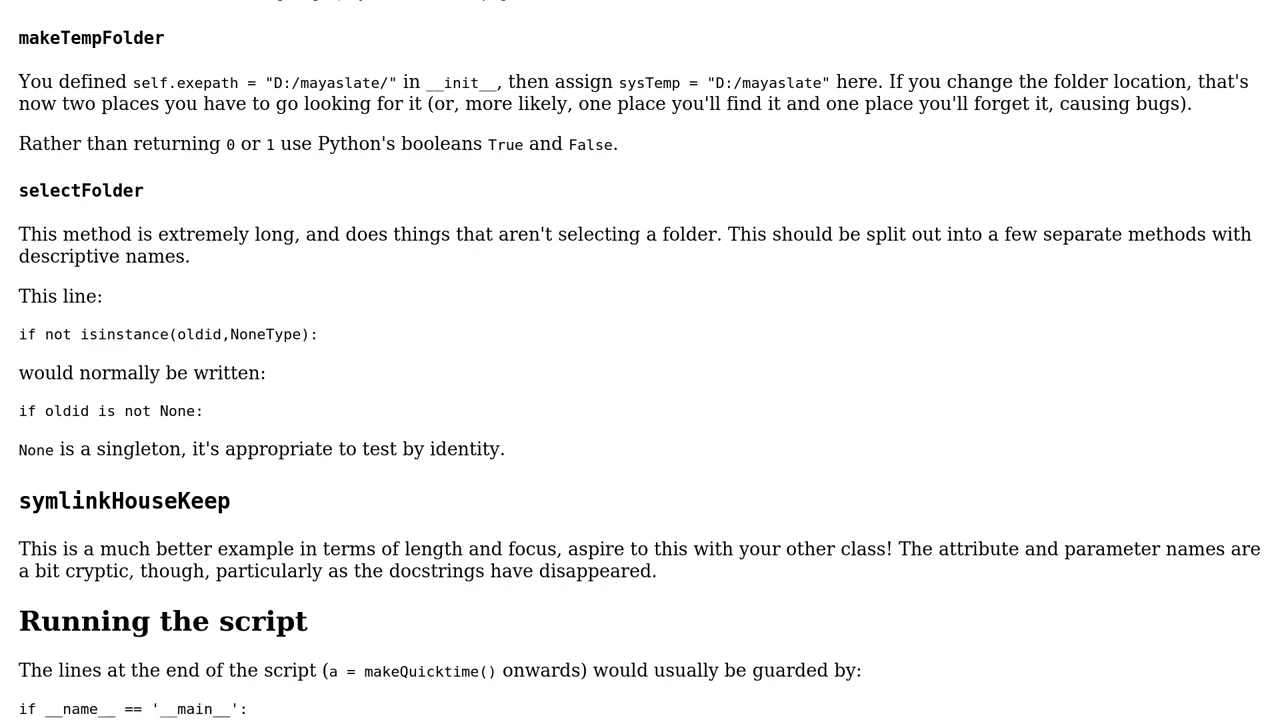 makeTempFolder
You defined self.exepath = "D:/mayaslate/" in __init__, then assign sysTemp = "D:/mayaslate" here. If you change the folder location, that's
now two places you have to go looking for it (or, more likely, one place you'll find it and one place you'll forget it, causing bugs).
Rather than returning 0 or 1 use Python's booleans True and False.
selectFolder
This method is extremely long, and does things that aren't selecting a folder. This should be split out into a few separate methods with
descriptive names.
This line:
if not isinstance(oldid,NoneType):
would normally be written:
if oldid is not None:
None is a singleton, it's appropriate to test by identity.
symlinkHouseKeep
This is a much better example in terms of length and focus, aspire to this with your other class! The attribute and parameter names are
a bit cryptic, though, particularly as the docstrings have disappeared.
Running the script
The lines at the end of the script (a = makeQuicktime() onwards) would usually be guarded by:
if __name__ == '__main__':